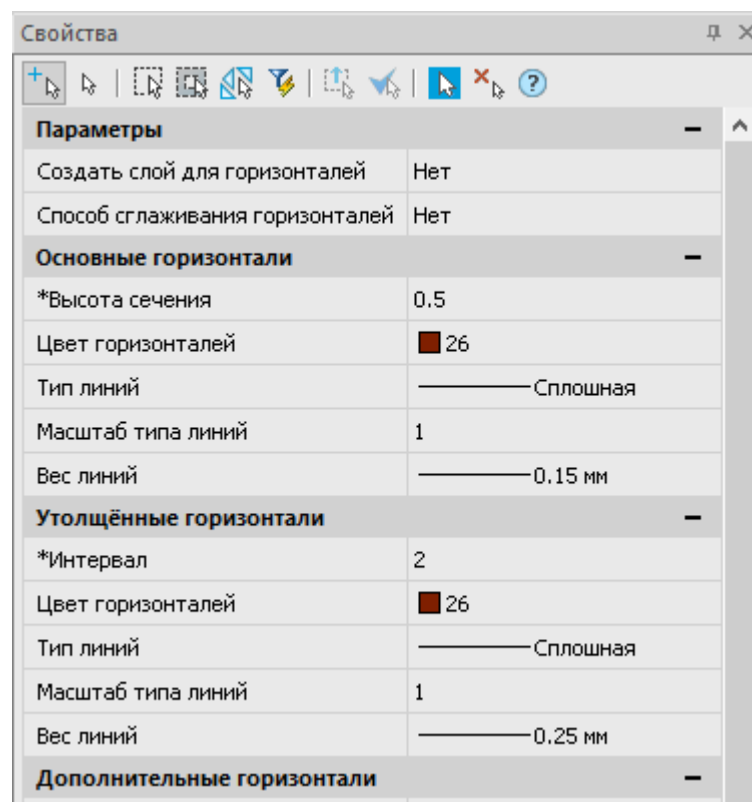 Свойства
Параметры
Создать слой для горизонталей Нет
Способ сглаживания горизонталей Нет
Основные горизонтали
*Высота сечения 0.5
Цвет горизонталей 26
Тип линий Сплошная
Масштаб типа линий 1
Вес линий 0.15 мм
Утолщённые горизонтали
*Интервал 2
Цвет горизонталей 26
Тип линий Сплошная
Масштаб типа линий 1
Вес линий 0.25 мм
Дополнительные горизонтали